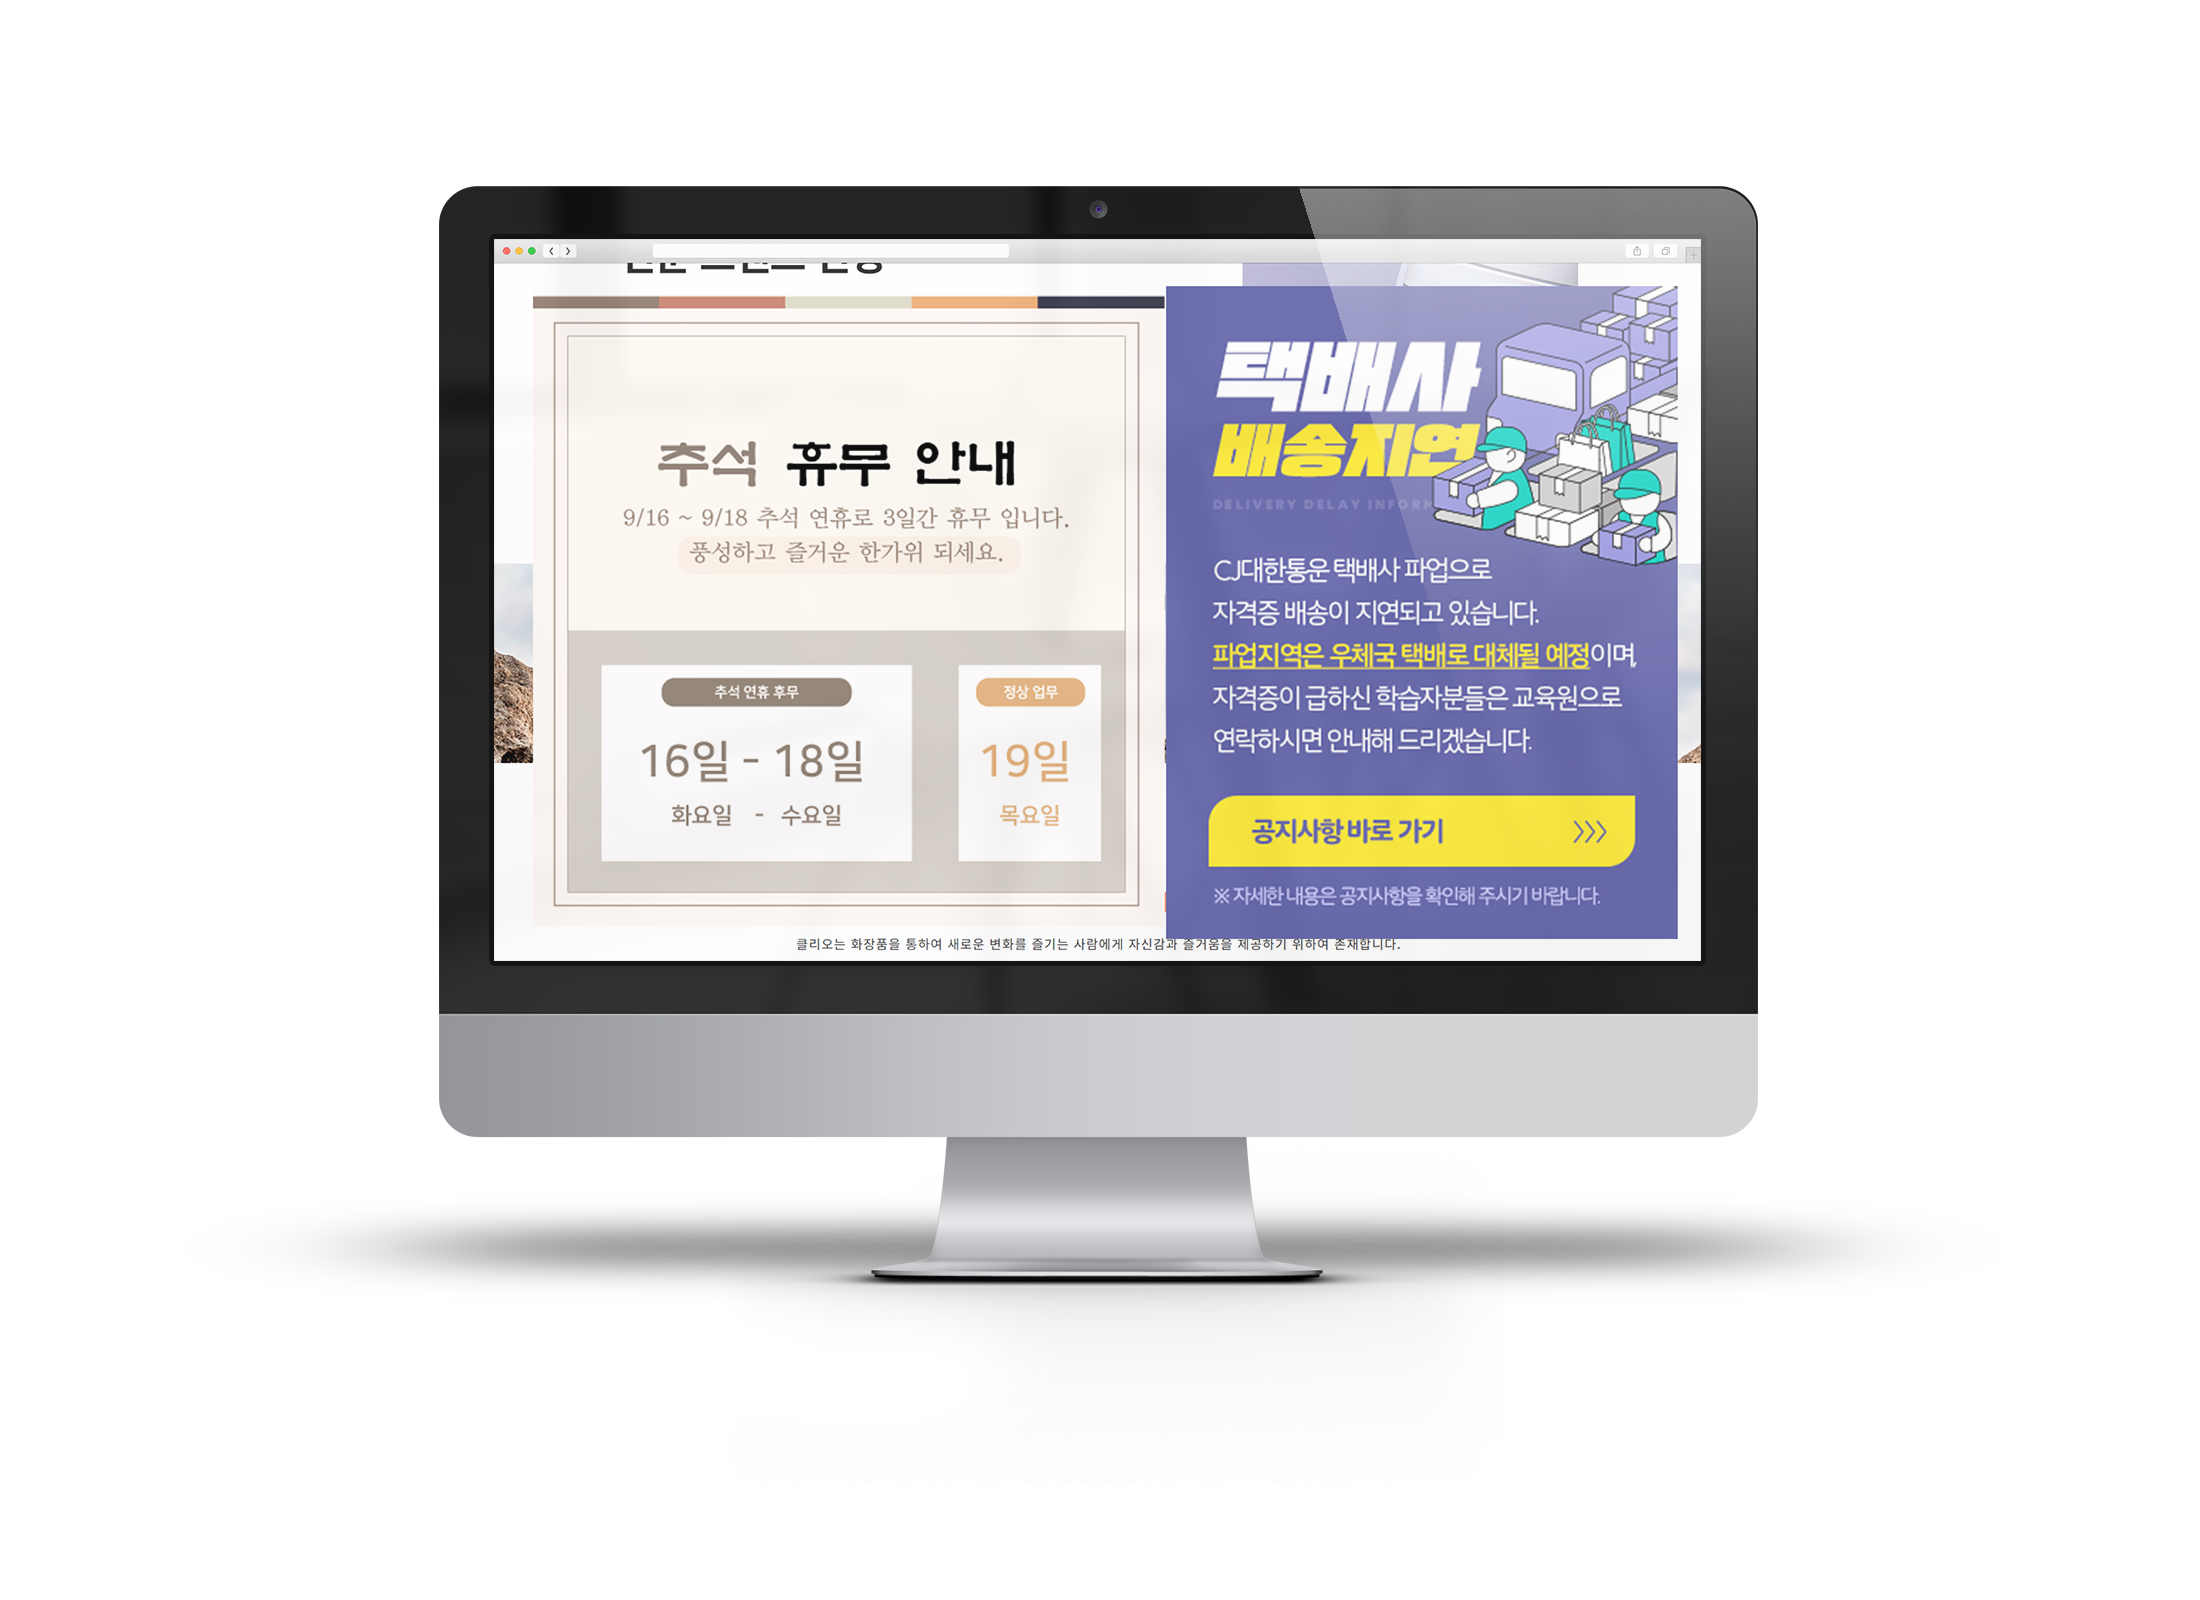 추석 휴무 안내
9/16 ~ 9/18 추석 연휴로 3일간 휴무 입니다.
풍성하고 즐거운 한가위 되세요.
추석 연휴 휴무
16일 - 18일
화요일 - 수요일
정상 업무
19일
목요일
택배사
배송지연
DELIVERY DELAY
CJ대한통운 택배사 파업으로
자격증 배송이 지연되고 있습니다.
파업지역은 우체국 택배로 대체될 예정이며,
자격증이 급하신 학습자분들은 교육원으로
연락하시면 안내해 드리겠습니다.
공지사항 바로 가기
※ 자세한 내용은 공지사항을 확인해 주시기 바랍니다.
클리오는 화장품을 통하여 새로운 변화를 즐기는 사람에게 자신감과 즐거움을 제공하기 위하여 존재합니다.